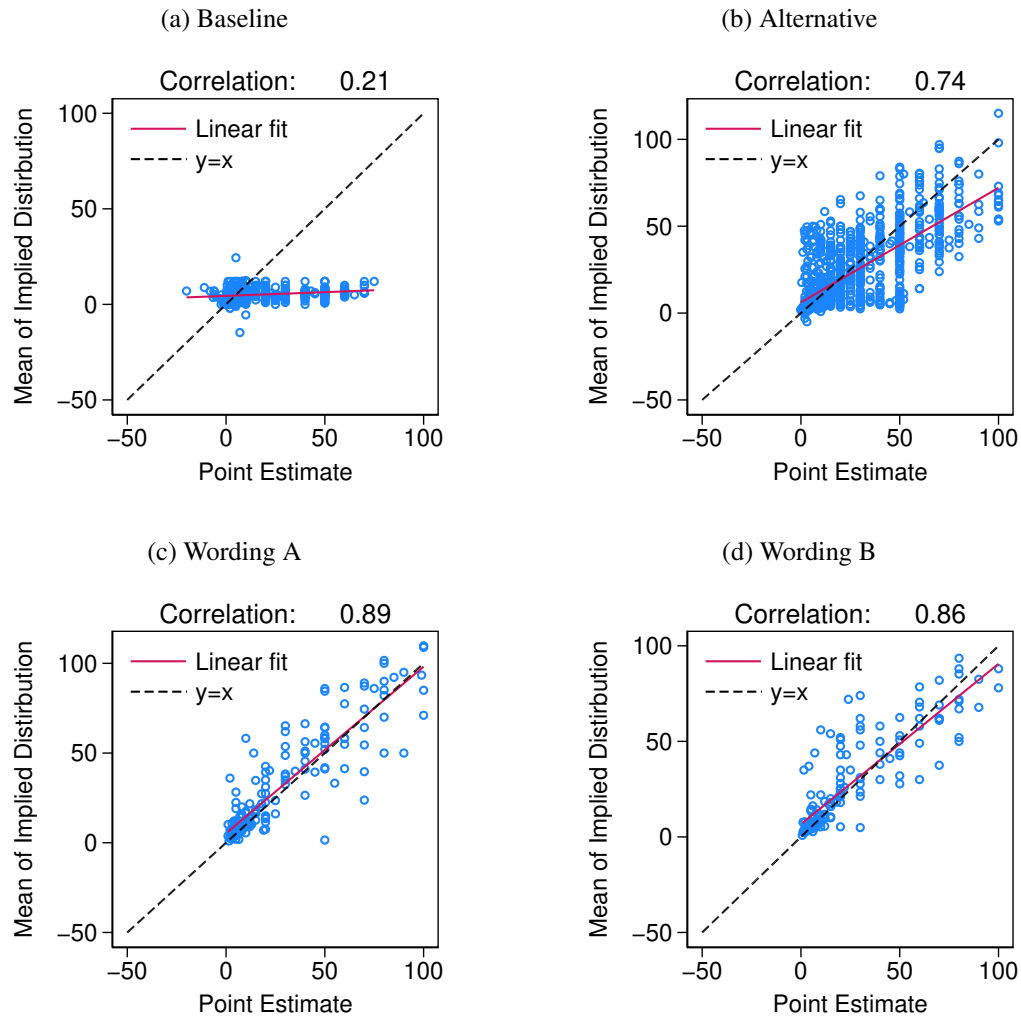 (a) Baseline
Correlation: 0.21
Linear fit
y=x
Mean of Implied Distirbution
100
50
0
−50
−50 0 50 100
Point Estimate
(b) Alternative
Correlation: 0.74
Linear fit
y=x
Mean of Implied Distirbution
100
50
0
−50
−50 0 50 100
Point Estimate
(c) Wording A
Correlation: 0.89
Linear fit
y=x
Mean of Implied Distirbution
100
50
0
−50
−50 0 50 100
Point Estimate
(d) Wording B
Correlation: 0.86
Linear fit
y=x
Mean of Implied Distirbution
100
50
0
−50
−50 0 50 100
Point Estimate